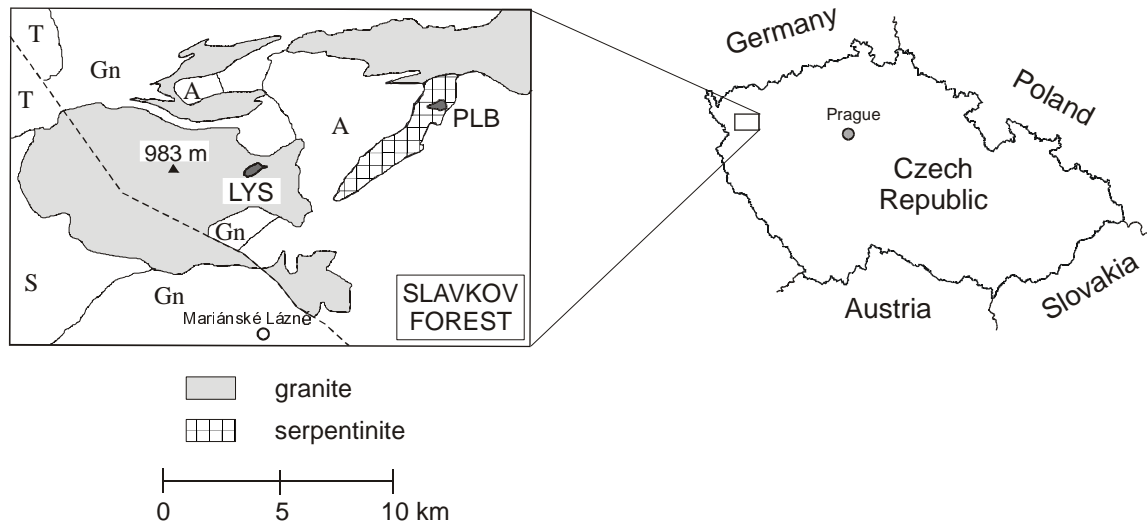 T
Gn
T
A
A
PLB
983 m
LYS
Gn
S
Gn
Mariánské Lázně
SLAVKOV
FOREST
granite
serpentinite
0
5
10 km
Germany
Poland
Prague
Czech
Republic
Austria
Slovakia